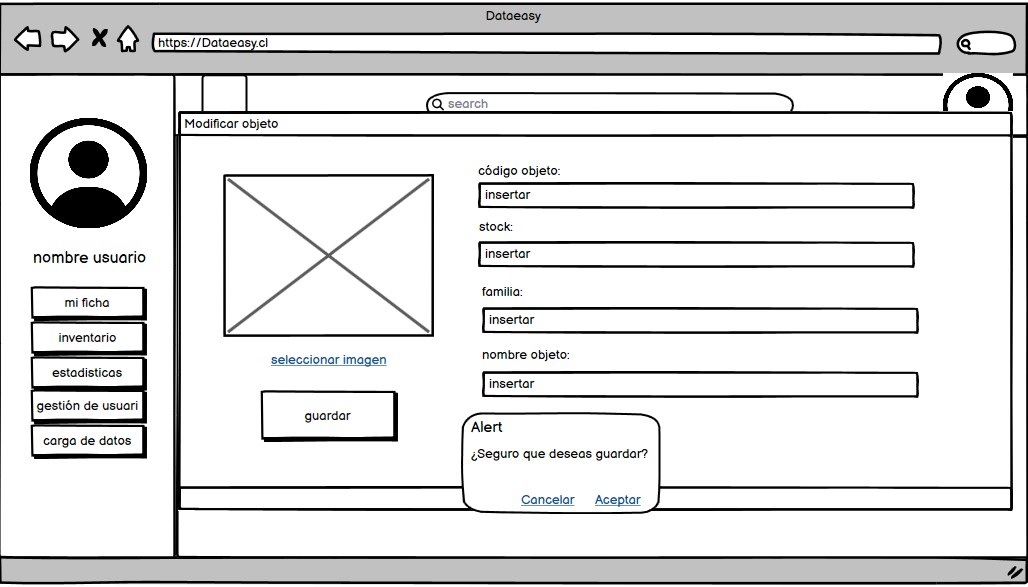 Dataeasy
https://Dataeasy.cl
search
Modificar objeto
nombre usuario
mi ficha
inventario
estadisticas
gestión de usuari
carga de datos
seleccionar imagen
guardar
código objeto:
insertar
stock:
insertar
familia:
insertar
nombre objeto:
insertar
Alert
¿Seguro que deseas guardar?
Cancelar Aceptar